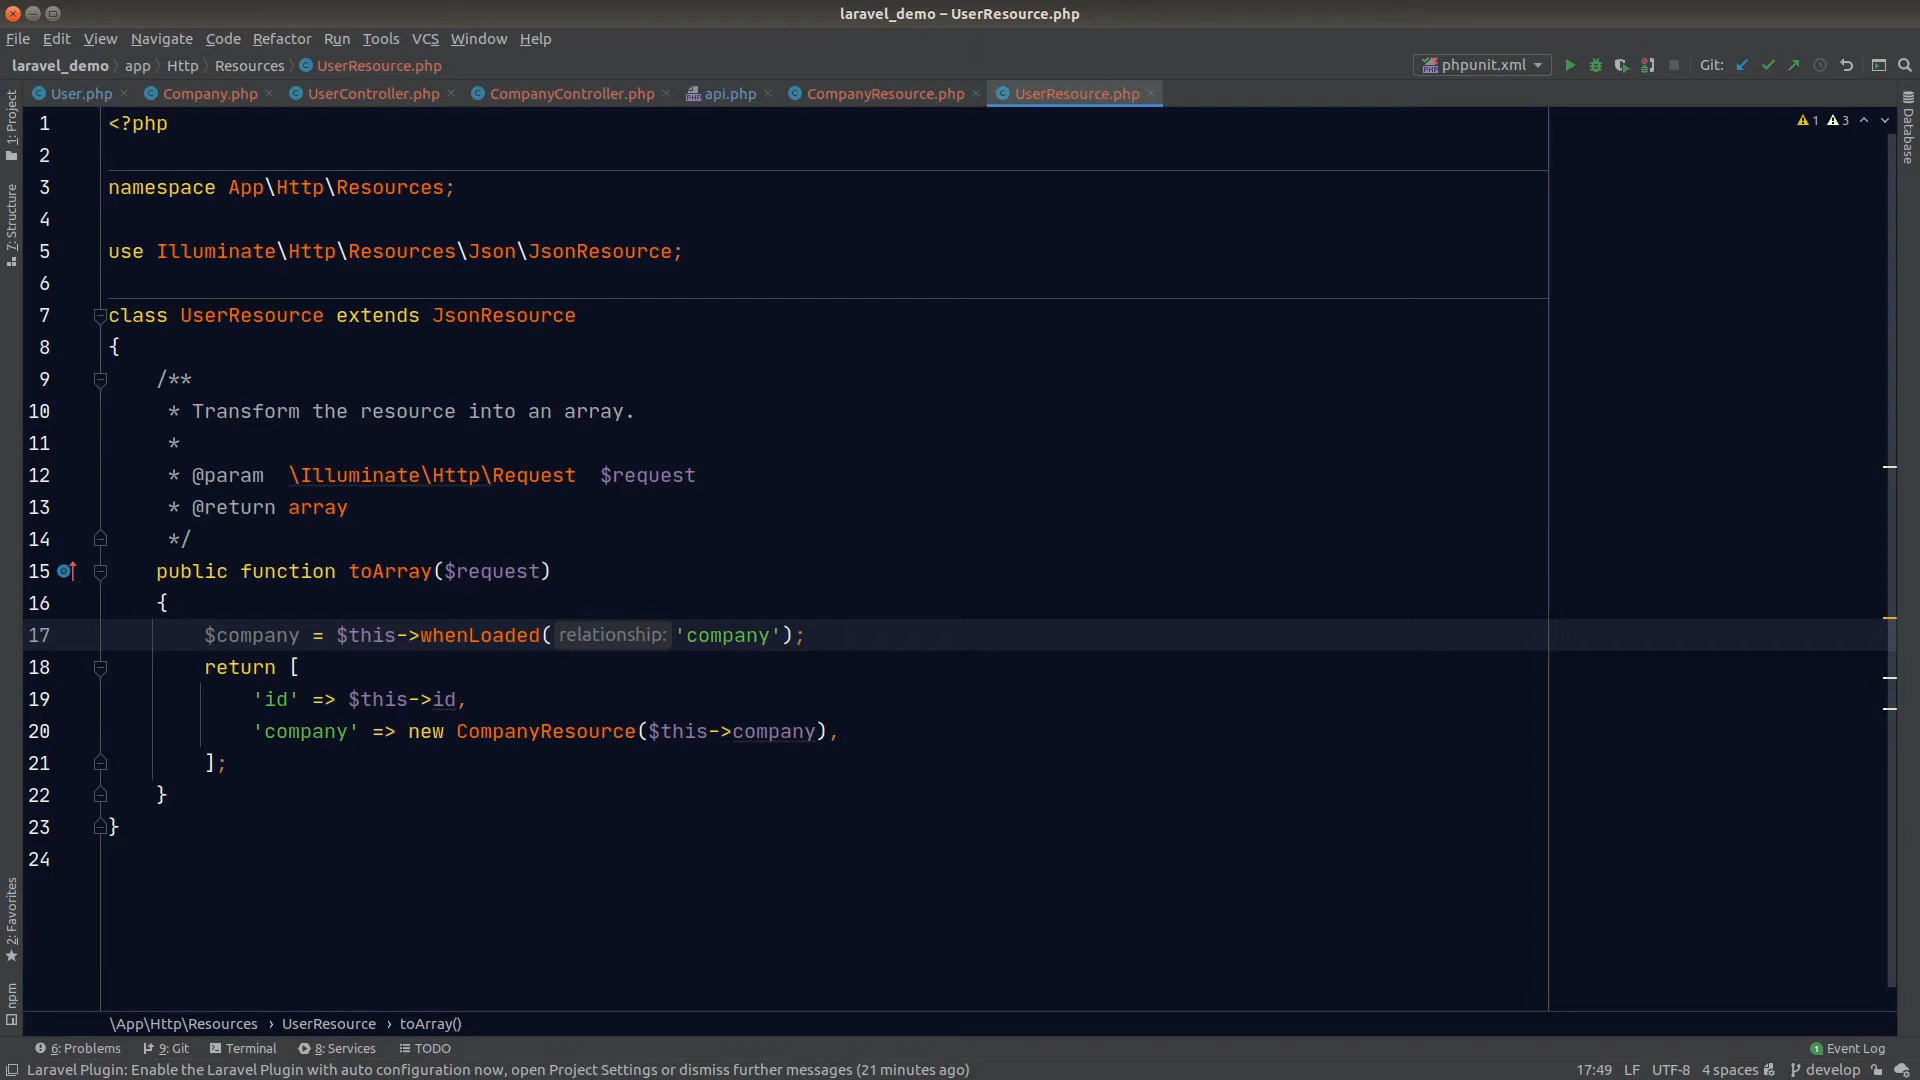 laravel_demo – UserResource.php
File Edit View Navigate Code Refactor Run Tools VCS Window Help
laravel_demo app Http Resources UserResource.php
phpunit.xml Git:
User.php Company.php UserController.php CompanyController.php api.php CompanyResource.php UserResource.php
1: Project
7: Structure
2: Favorites
npm
Database
1 3
1 <?php
2
3 namespace App\Http\Resources;
4
5 use Illuminate\Http\Resources\Json\JsonResource;
6
7 class UserResource extends JsonResource
8 {
9 /**
10 * Transform the resource into an array.
11 *
12 * @param \Illuminate\Http\Request $request
13 * @return array
14 */
15 public function toArray($request)
16 {
17 $company = $this->whenLoaded( relationship: 'company');
18 return [
19 'id' => $this->id,
20 'company' => new CompanyResource($this->company),
21 ];
22 }
23 }
24
\App\Http\Resources › UserResource › toArray()
6: Problems 9: Git Terminal 8: Services TODO 1 Event Log
Laravel Plugin: Enable the Laravel Plugin with auto configuration now, open Project Settings or dismiss further messages (21 minutes ago) 17:49 LF UTF-8 4 spaces develop